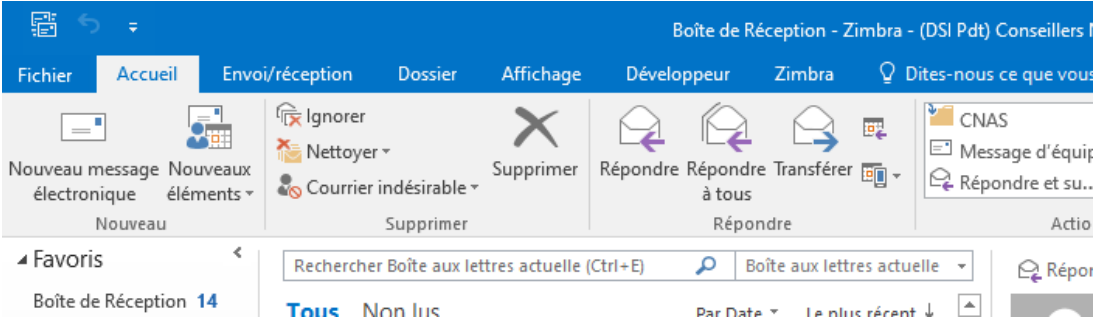 Boîte de Réception - Zimbra - (DSI Pdt) Conseillers
Fichier Accueil Envoi/réception Dossier Affichage Développeur Zimbra Dites-nous ce que vous
Nouveau message électronique
Nouveaux éléments
Ignorer
Nettoyer
Courrier indésirable
Supprimer
Répondre
Répondre à tous
Transférer
CNAS
Message d'équip
Répondre et su...
Nouveau Supprimer Répondre Actio
Favoris
Rechercher Boîte aux lettres actuelle (Ctrl+E) Boîte aux lettres actuelle
Répon
Boîte de Réception 14
Tous Non lus Par Date Le plus récent